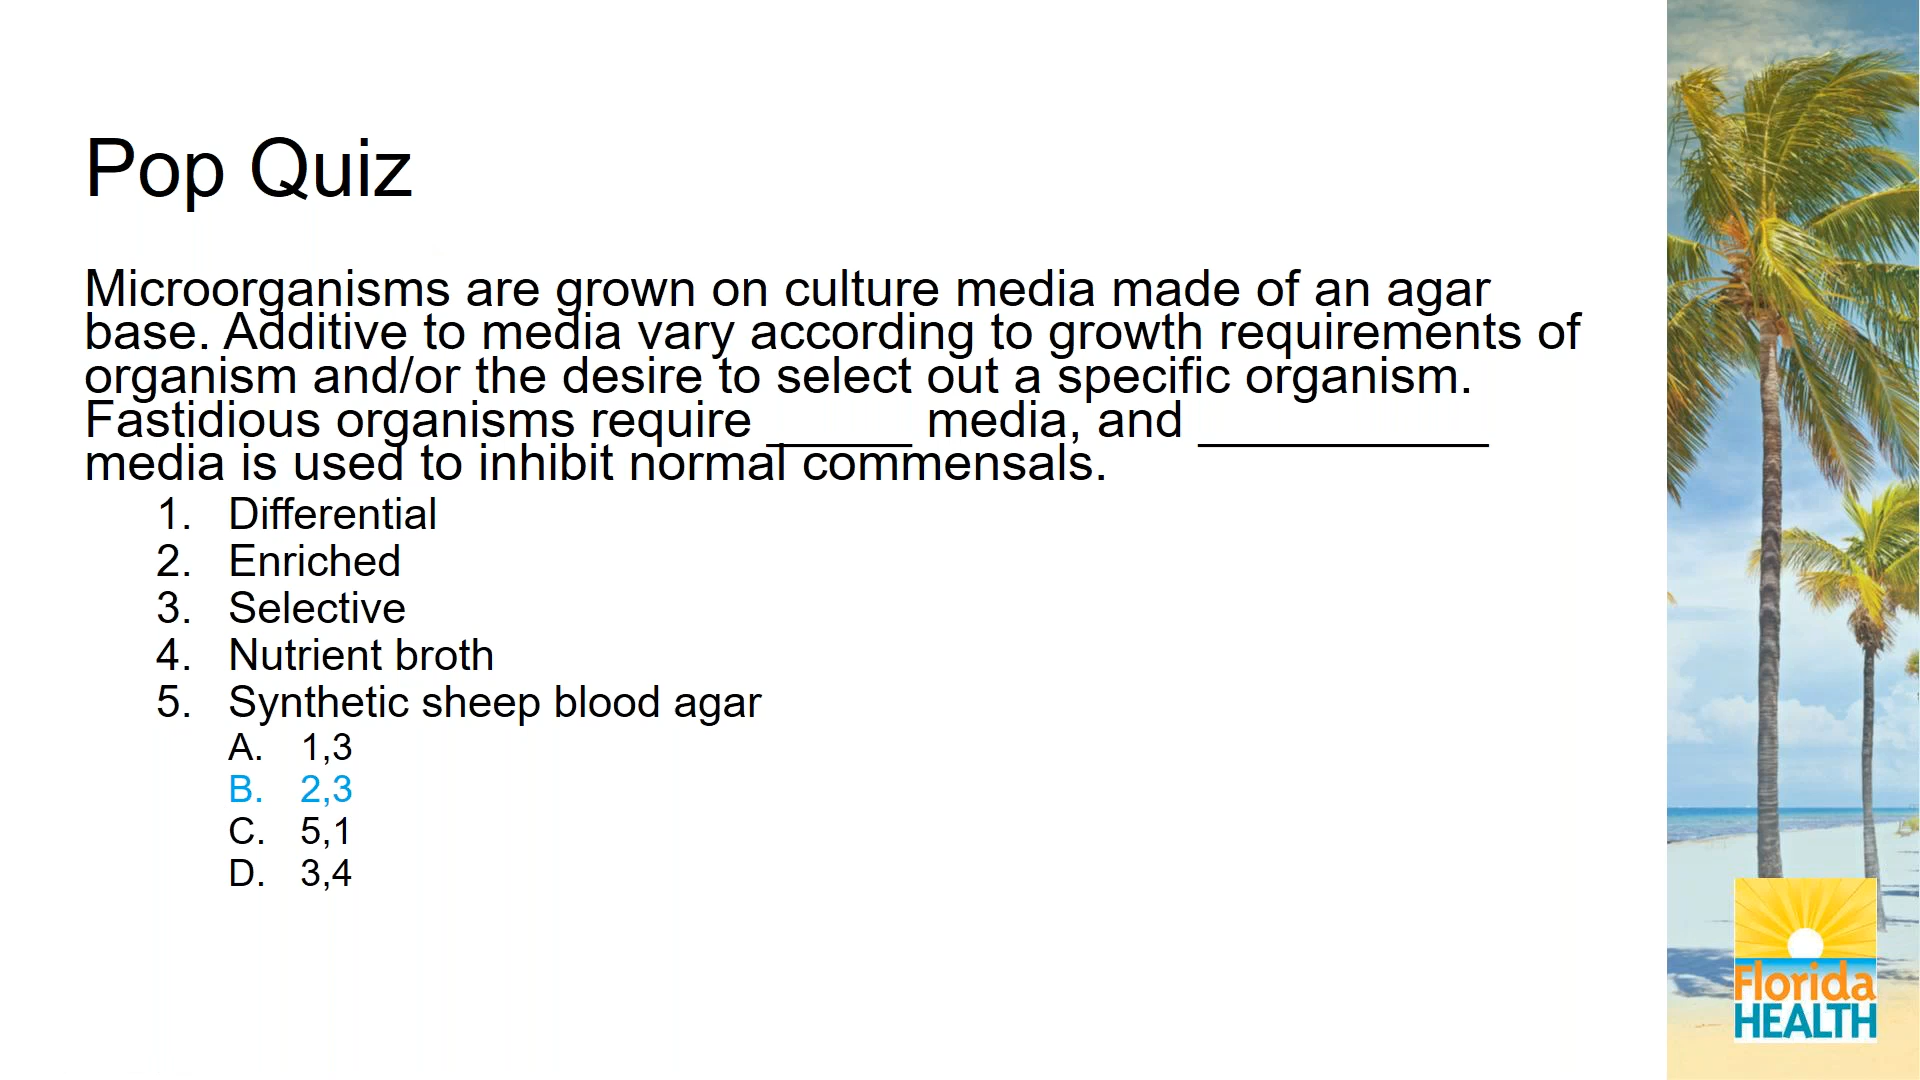 Pop Quiz
Microorganisms are grown on culture media made of an agar
base. Additive to media vary according to growth requirements of
organism and/or the desire to select out a specific organism.
Fastidious organisms require _____ media, and __________
media is used to inhibit normal commensals.
1. Differential
2. Enriched
3. Selective
4. Nutrient broth
5. Synthetic sheep blood agar
A. 1,3
B. 2,3
C. 5,1
D. 3,4
Florida
HEALTH